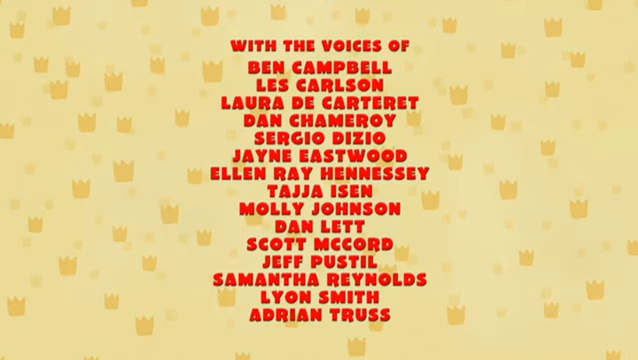 WITH THE VOICES OF
BEN CAMPBELL
LES CARLSON
LAURA DE CARTERET
DAN CHAMEROY
SERGIO DIZIO
JAYNE EASTWOOD
ELLEN RAY HENNESSEY
TAJJA ISEN
MOLLY JOHNSON
DAN LETT
SCOTT MCCORD
JEFF PUSTIL
SAMANTHA REYNOLDS
LYON SMITH
ADRIAN TRUSS